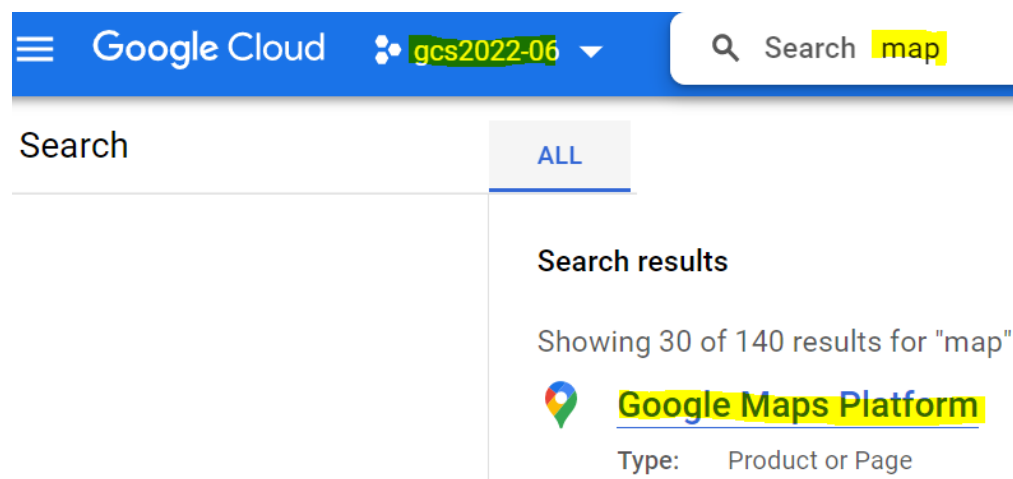 Google Cloud gcs2022-06 Search map
Search ALL
Search results
Showing 30 of 140 results for "map"
Google Maps Platform
Type: Product or Page